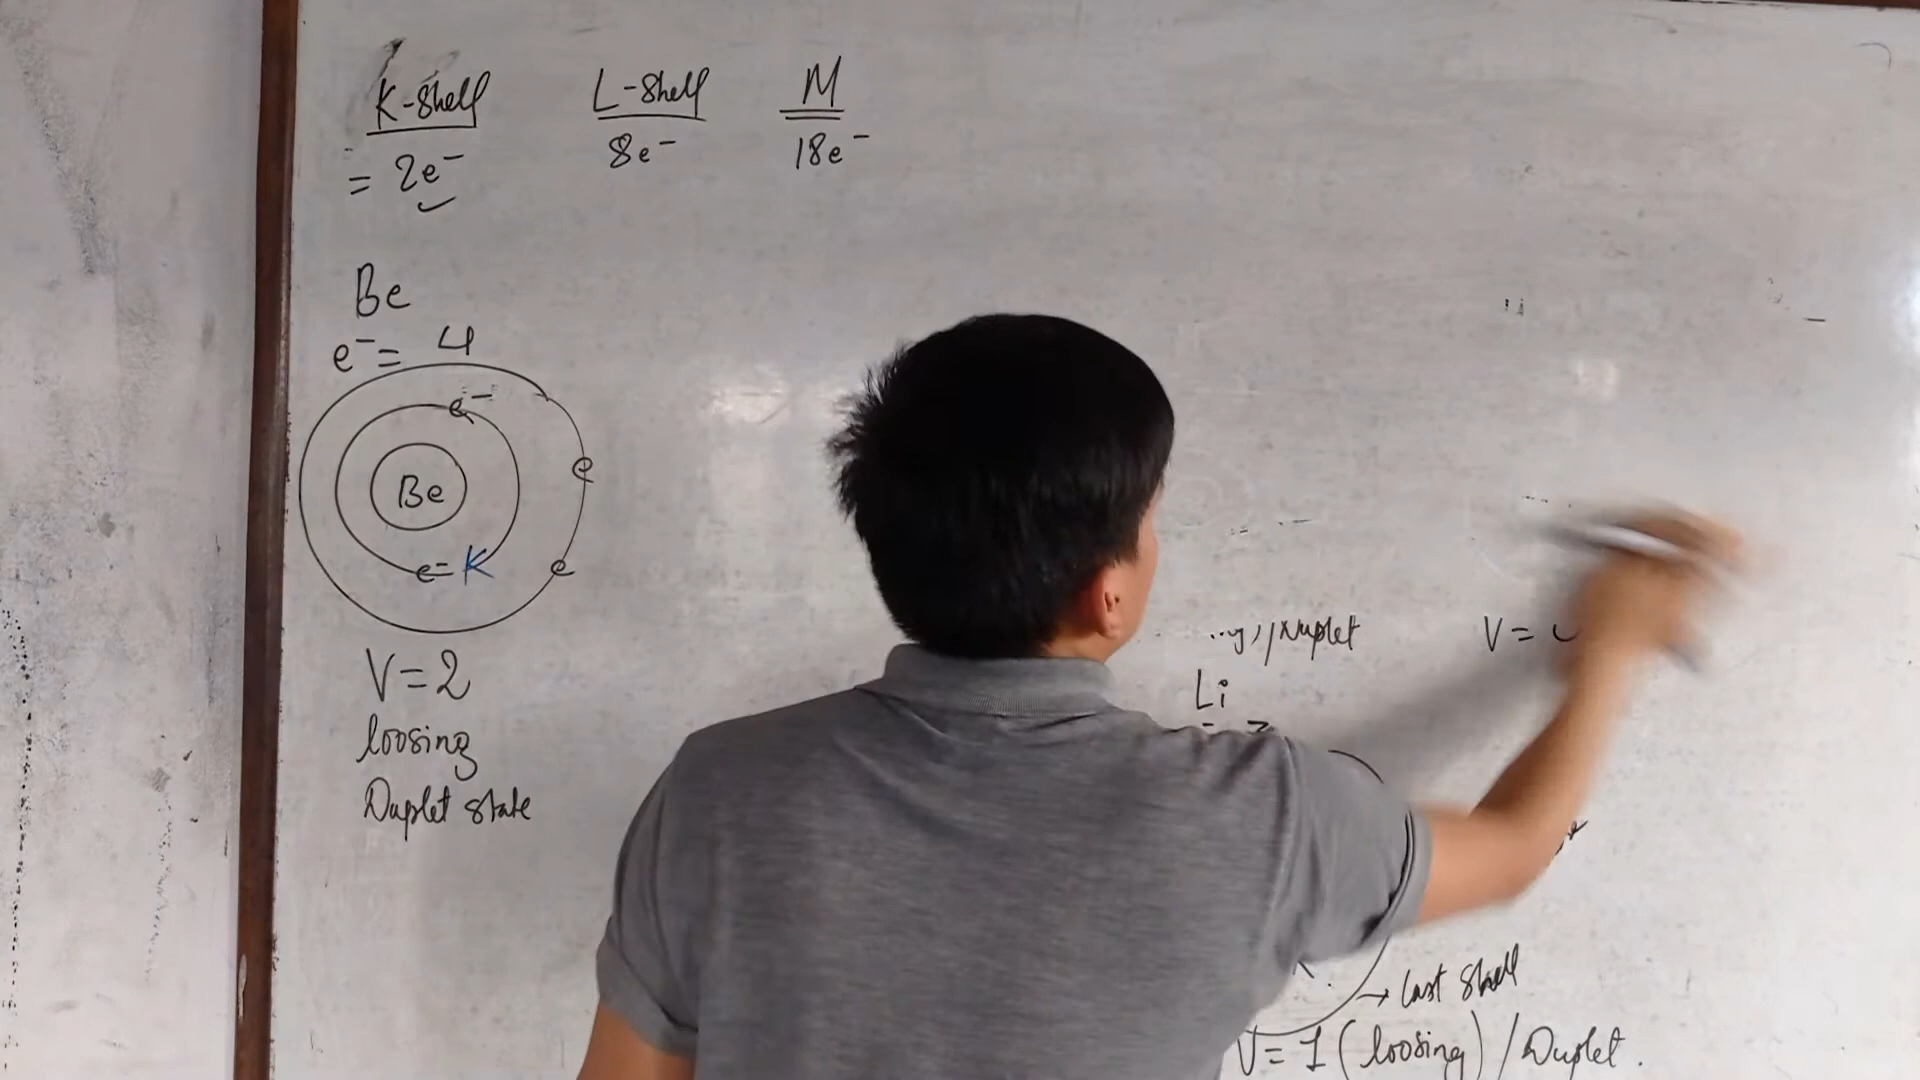 K-Shell L-Shell M
= 2e⁻ 8e⁻ 18e⁻
Be
e⁻ = 4
e⁻
e
Be
e⁻ K e
V = 2
loosing
Duplet state
/Duplet V =
Li
→ last shell
V = 1 (loosing) / Duplet.